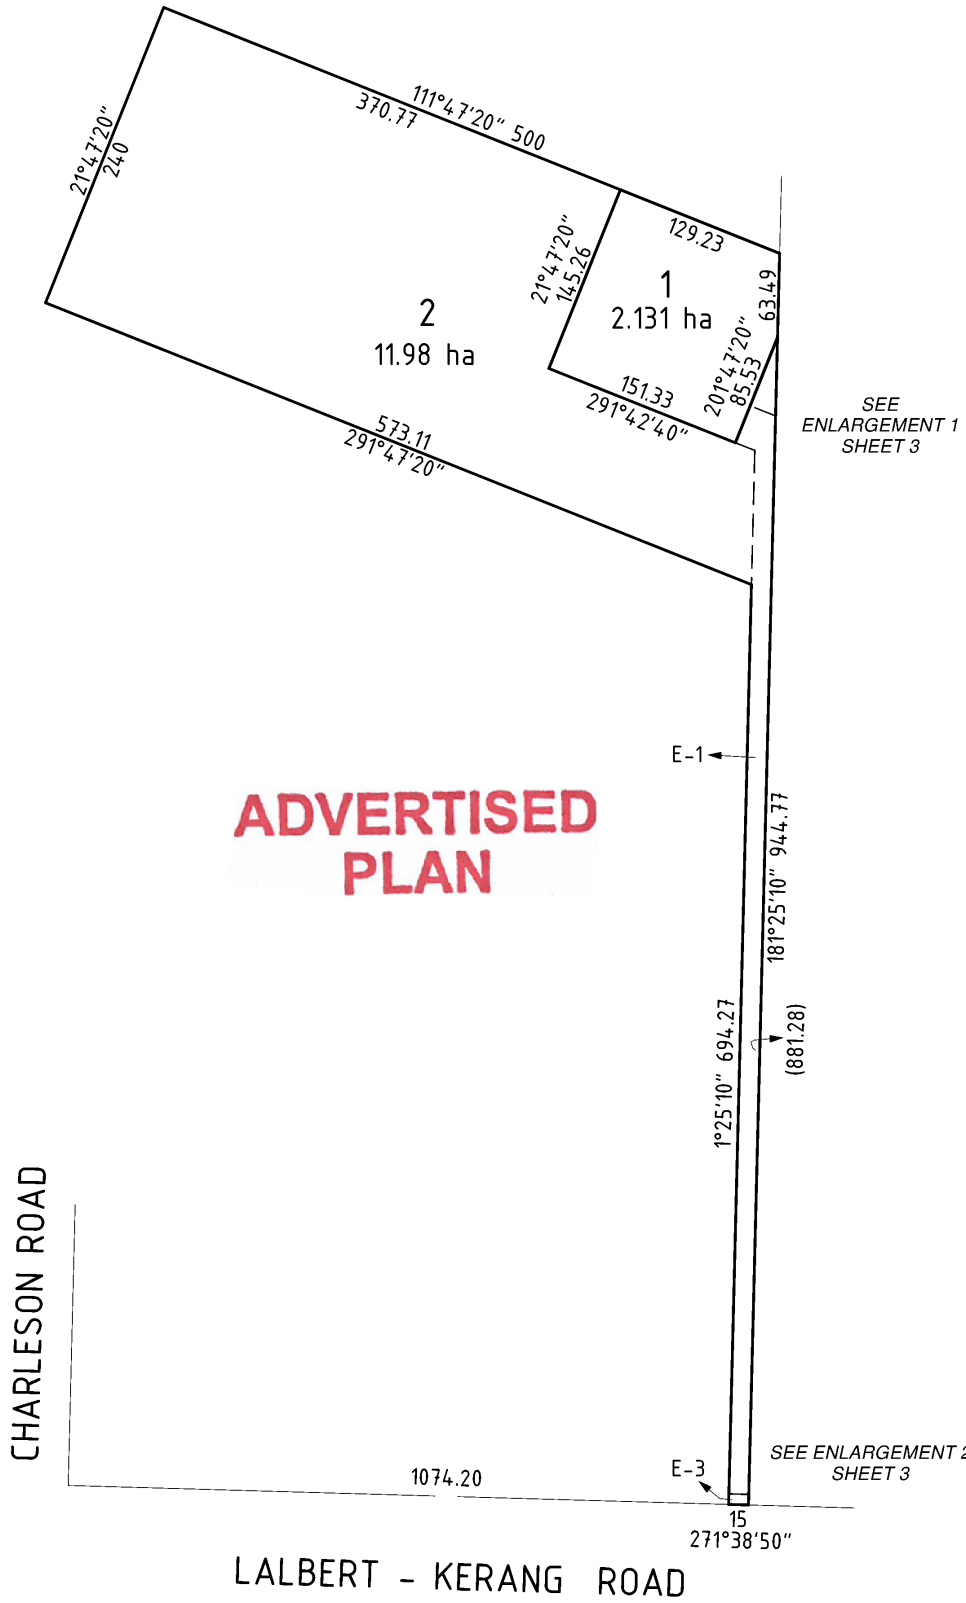 111°47'20" 500
370.77
21°47'20"
240
129.23
21°47'20"
145.26
1
2.131 ha
63.49
2
11.98 ha
201°47'20"
85.53
151.33
291°42'40"
SEE
ENLARGEMENT 1
SHEET 3
573.11
291°47'20"
E-1
ADVERTISED
PLAN
181°25'10" 944.77
1°25'10" 694.27
(881.28)
CHARLESON ROAD
1074.20
E-3
SEE ENLARGEMENT 2
SHEET 3
15
271°38'50"
LALBERT - KERANG ROAD